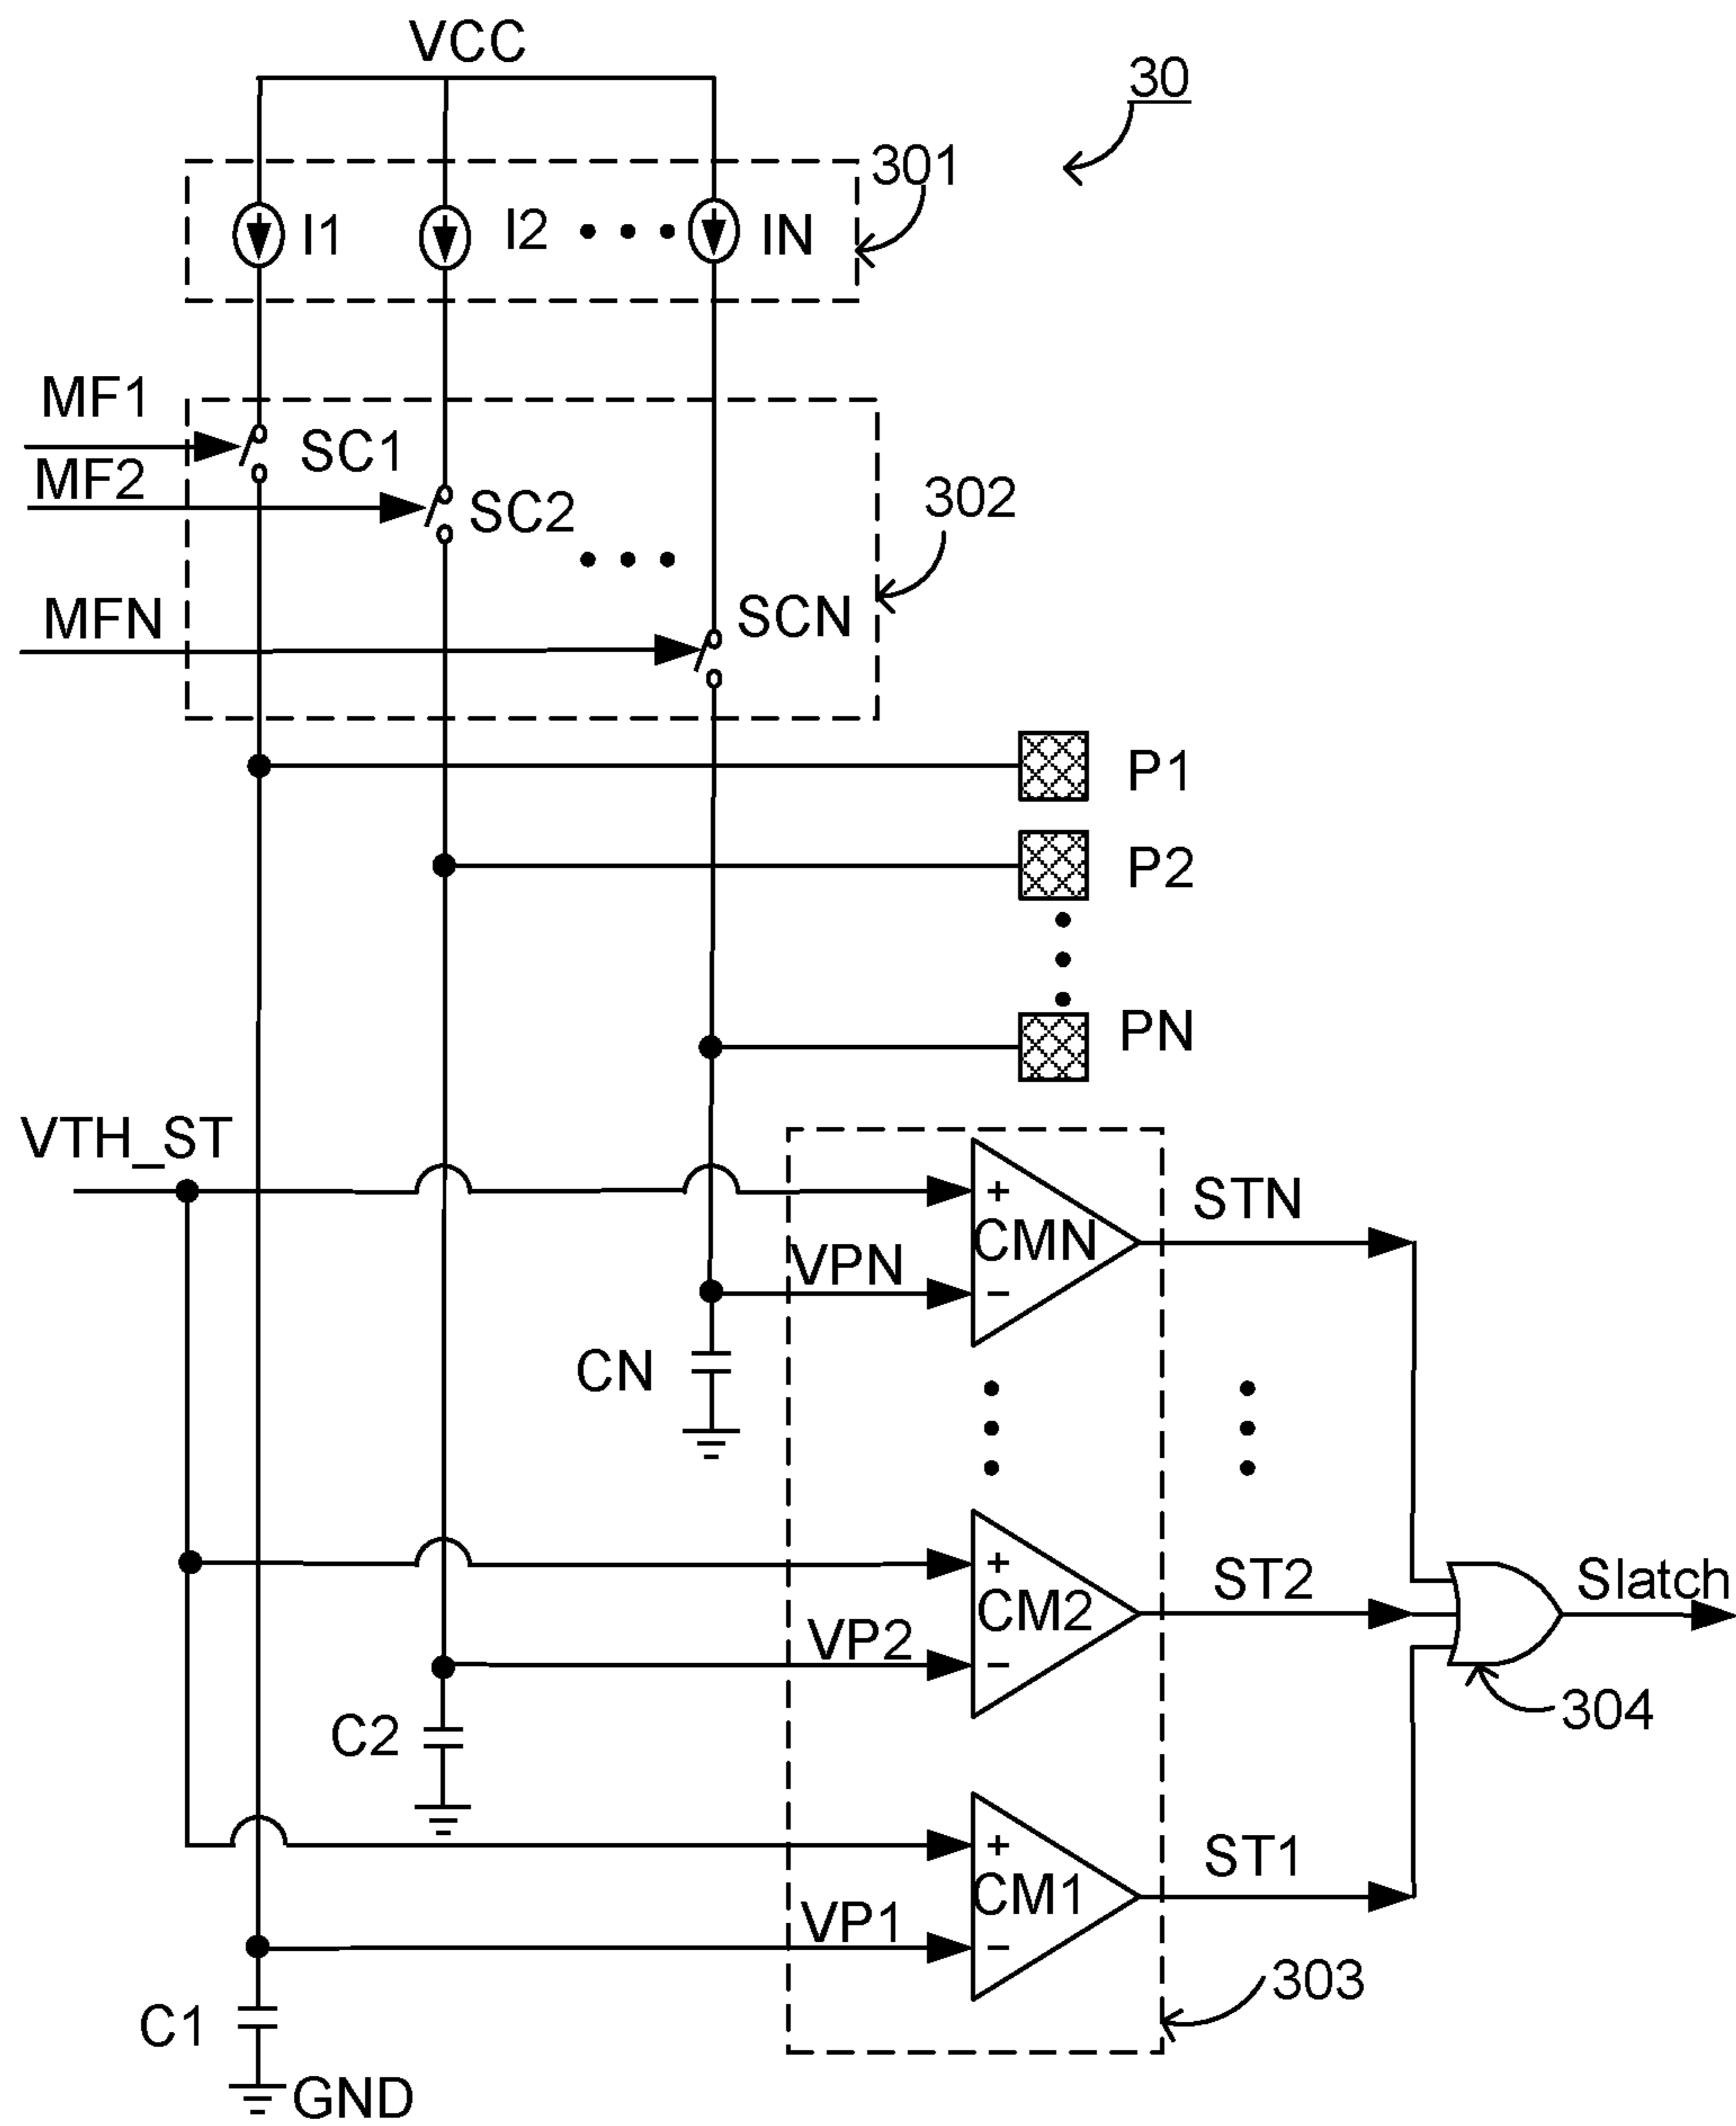 VCC
30
301
I1
I2
IN
MF1
SC1
MF2
SC2
302
MFN
SCN
P1
P2
PN
VTH_ST
+
CMN
STN
VPN
−
CN
+
CM2
ST2
Slatch
VP2
−
C2
304
+
CM1
ST1
VP1
−
303
C1
GND